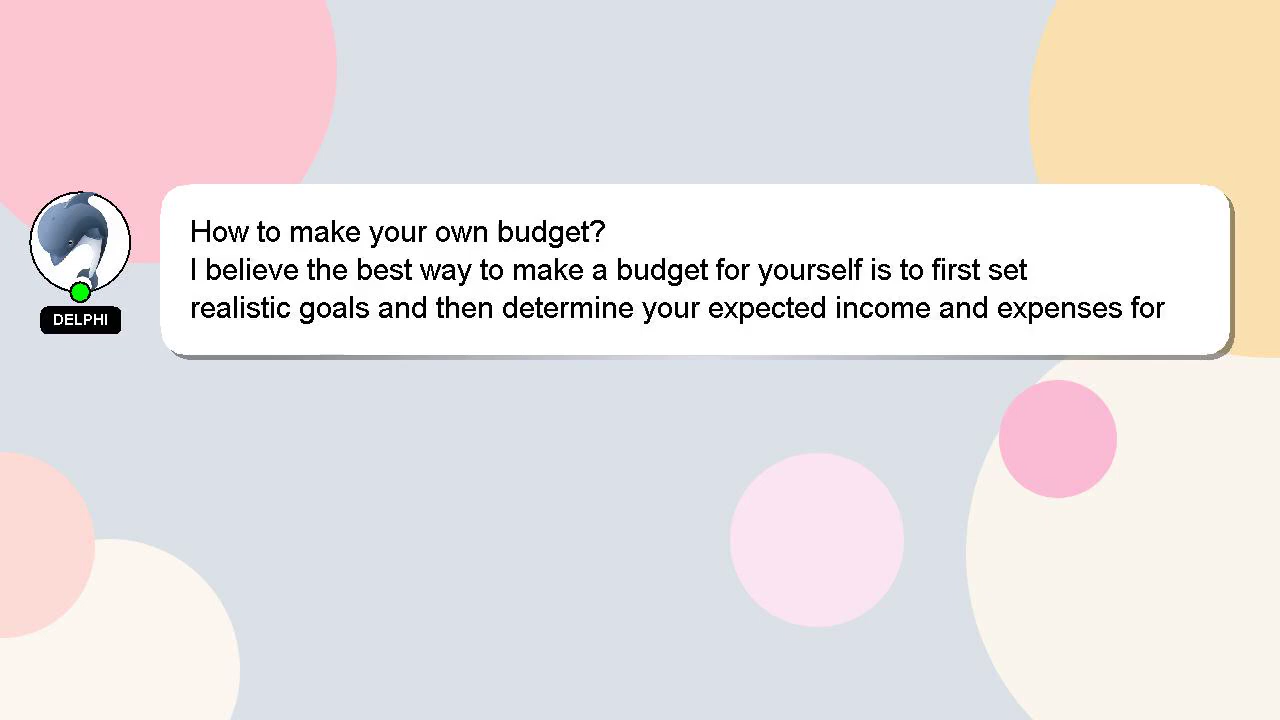 How to make your own budget?
I believe the best way to make a budget for yourself is to first set
realistic goals and then determine your expected income and expenses for
DELPHI